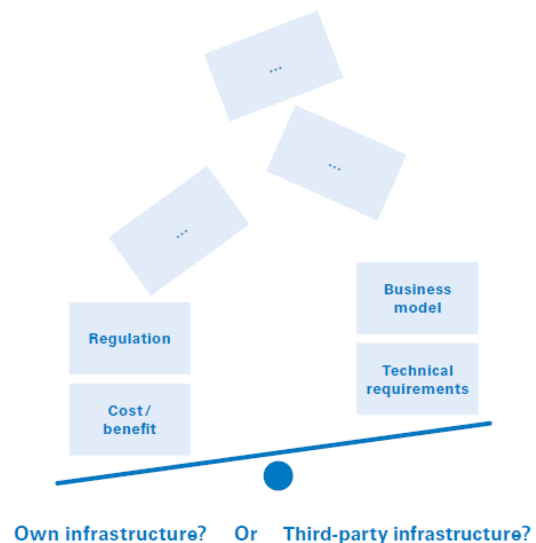 ...
...
...
Business
model
Regulation
Technical
requirements
Cost/
benefit
Own infrastructure? Or Third-party infrastructure?